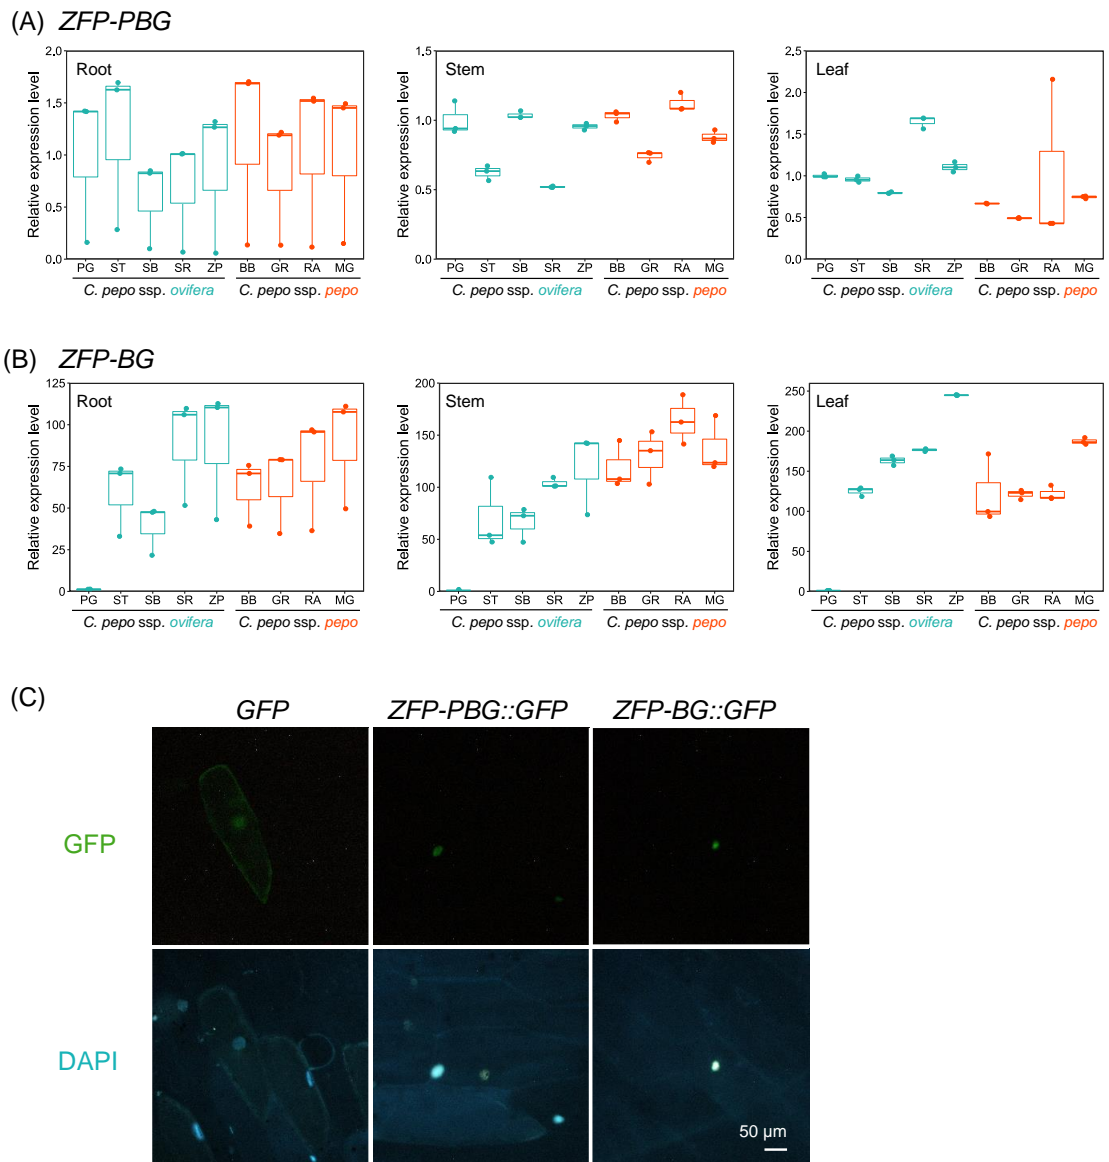 (A) ZFP-PBG
Relative expression level
2.0
1.5
1.0
0.5
0.0
Root
PG ST SB SR ZP BB GR RA MG
C. pepo ssp. ovifera C. pepo ssp. pepo
Relative expression level
1.5
1.0
0.5
0.0
Stem
PG ST SB SR ZP BB GR RA MG
C. pepo ssp. ovifera C. pepo ssp. pepo
Relative expression level
2.5
2.0
1.5
1.0
0.5
0.0
Leaf
PG ST SB SR ZP BB GR RA MG
C. pepo ssp. ovifera C. pepo ssp. pepo
(B) ZFP-BG
Relative expression level
125
100
75
50
25
0
Root
PG ST SB SR ZP BB GR RA MG
C. pepo ssp. ovifera C. pepo ssp. pepo
Relative expression level
200
150
100
50
0
Stem
PG ST SB SR ZP BB GR RA MG
C. pepo ssp. ovifera C. pepo ssp. pepo
Relative expression level
250
200
150
100
50
0
Leaf
PG ST SB SR ZP BB GR RA MG
C. pepo ssp. ovifera C. pepo ssp. pepo
(C)
GFP ZFP-PBG::GFP ZFP-BG::GFP
GFP
DAPI
50 µm